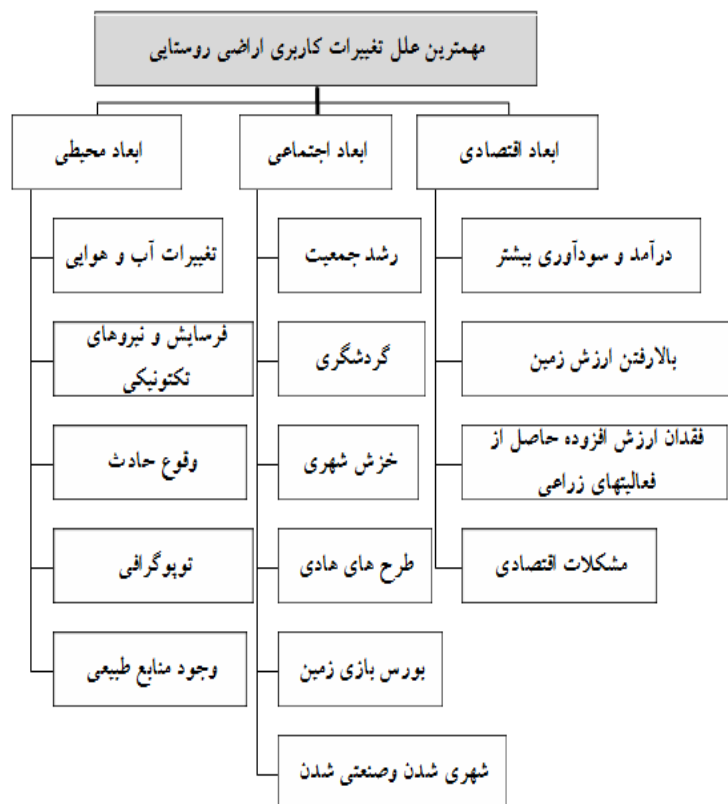 مهمترین علل تغییرات کاربری اراضی روستایی
ابعاد اقتصادی
درآمد و سودآوری بیشتر
بالارفتن ارزش زمین
فقدان ارزش افزوده حاصل از
فعالیتهای زراعی
مشکلات اقتصادی
ابعاد اجتماعی
رشد جمعیت
گردشگری
خزش شهری
طرح های هادی
بورس بازی زمین
شهری شدن وصنعتی شدن
ابعاد محیطی
تغییرات آب و هوایی
فرسایش و نیروهای
تکتونیکی
وقوع حادث
توپوگرافی
وجود منابع طبیعی